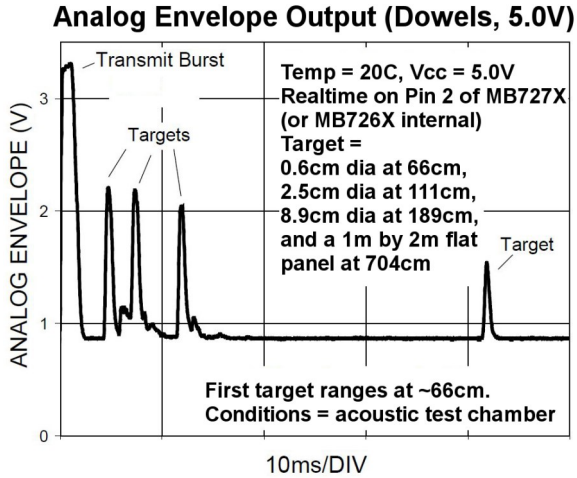 Analog Envelope Output (Dowels, 5.0V)
Transmit Burst
Temp = 20C, Vcc = 5.0V
Realtime on Pin 2 of MB727X
(or MB726X internal)
Target =
0.6cm dia at 66cm,
2.5cm dia at 111cm,
8.9cm dia at 189cm,
and a 1m by 2m flat
panel at 704cm
Targets
Target
ANALOG ENVELOPE (V)
3
2
1
0
First target ranges at ~66cm.
Conditions = acoustic test chamber
10ms/DIV